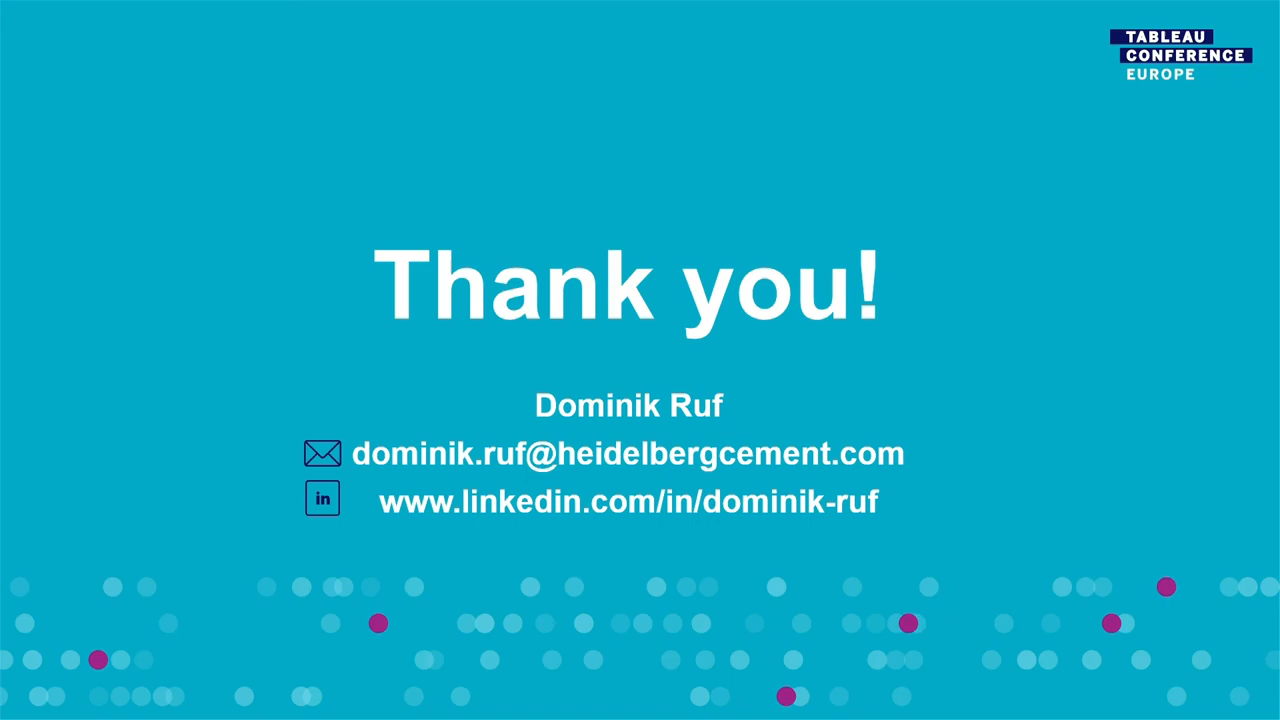 TABLEAU
CONFERENCE
EUROPE
Thank you!
Dominik Ruf
dominik.ruf@heidelbergcement.com
in
www.linkedin.com/in/dominik-ruf